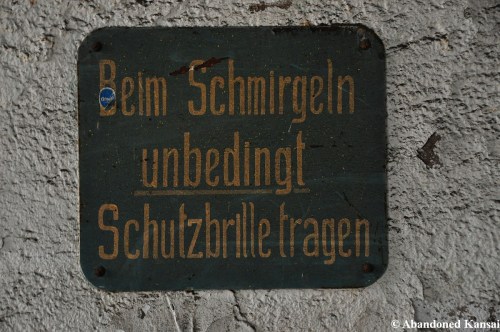 Beim Schmirgeln
unbedingt
Schutzbrille tragen
© Abandoned Kansai